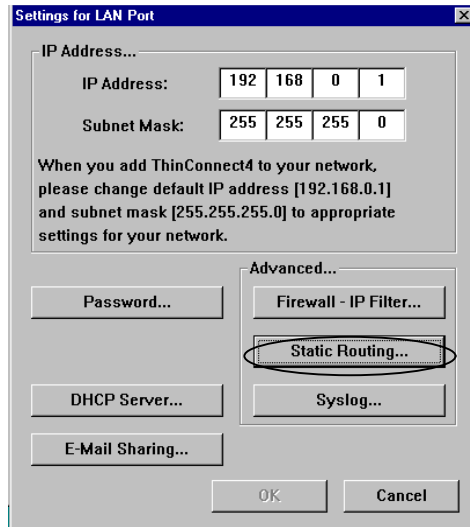 Settings for LAN Port
IP Address...
IP Address: 192 168 0 1
Subnet Mask: 255 255 255 0
When you add ThinConnect4 to your network,
please change default IP address [192.168.0.1]
and subnet mask [255.255.255.0] to appropriate
settings for your network.
Advanced...
Password...
Firewall - IP Filter...
Static Routing...
DHCP Server...
Syslog...
E-Mail Sharing...
OK
Cancel